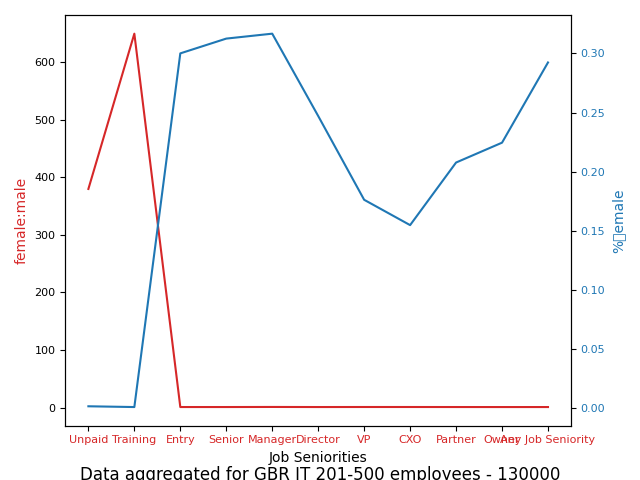 600
500
400
300
200
100
0
female:male
0.30
0.25
0.20
0.15
0.10
0.05
0.00
%▯emale
Unpaid Training Entry Senior Manager Director VP CXO Partner Owner Any Job Seniority
Job Seniorities
Data aggregated for GBR IT 201-500 employees - 130000